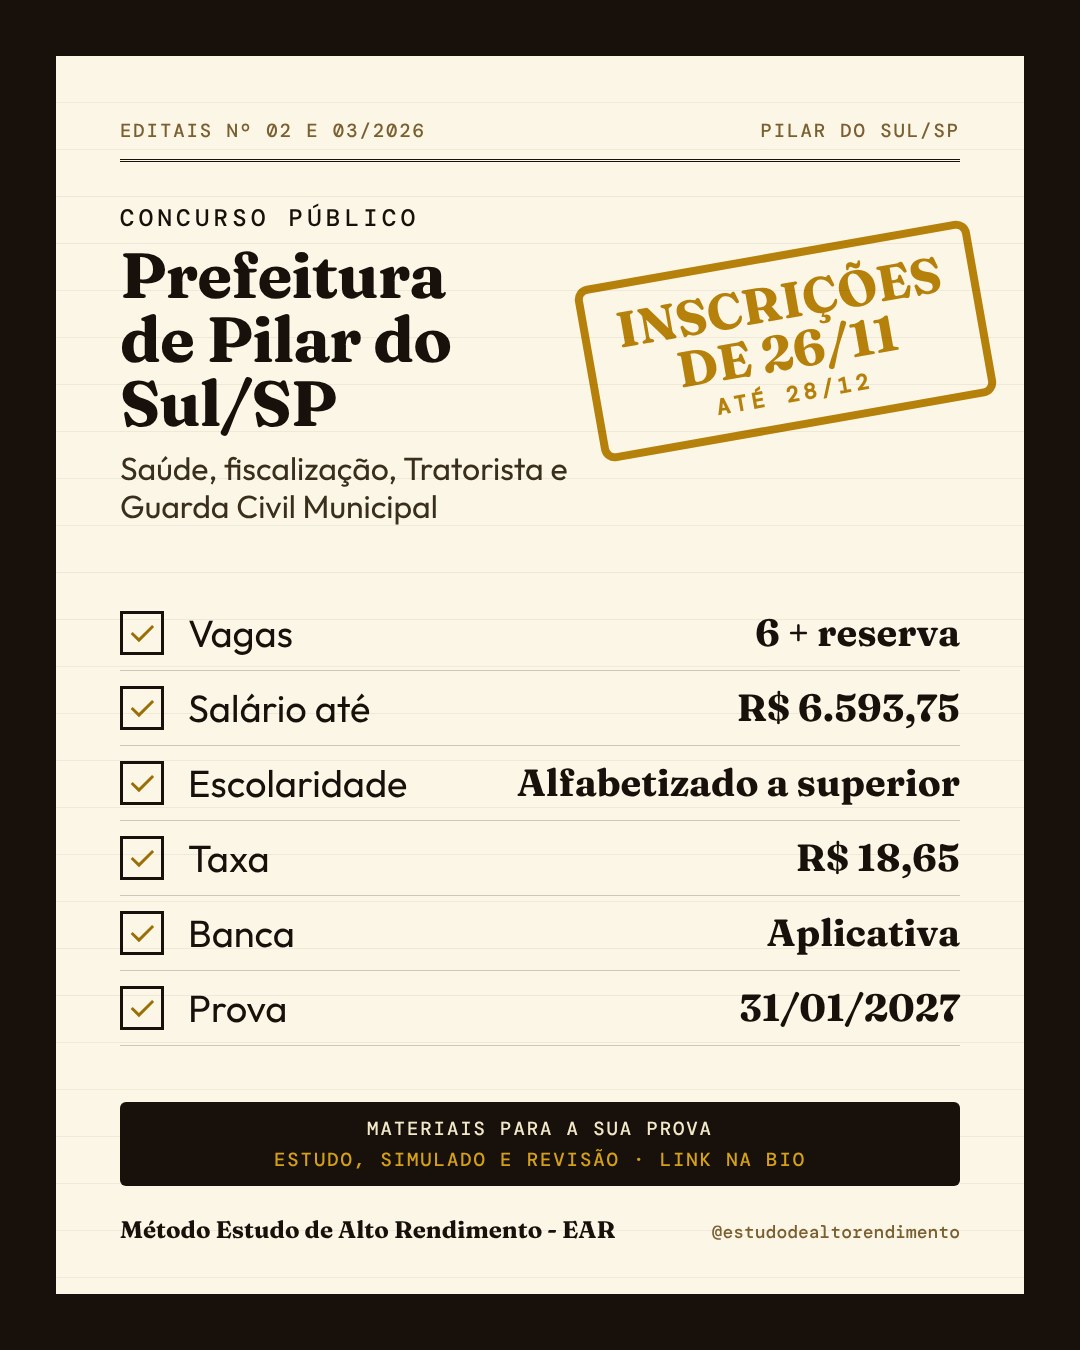 EDITAIS Nº 02 E 03/2026
PILAR DO SUL/SP
CONCURSO PÚBLICO
Prefeitura
de Pilar do
Sul/SP
INSCRIÇÕES
DE 26/11
ATÉ 28/12
Saúde, fiscalização, Tratorista e
Guarda Civil Municipal
Vagas
6 + reserva
Salário até
R$ 6.593,75
Escolaridade
Alfabetizado a superior
Taxa
R$ 18,65
Banca
Aplicativa
Prova
31/01/2027
MATERIAIS PARA A SUA PROVA
ESTUDO, SIMULADO E REVISÃO · LINK NA BIO
Método Estudo de Alto Rendimento - EAR
@estudodealtorendimento